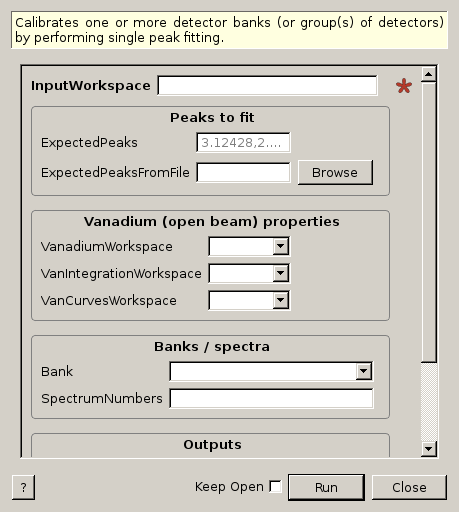 Calibrates one or more detector banks (or group(s) of detectors)
by performing single peak fitting.
InputWorkspace
*
Peaks to fit
ExpectedPeaks 3.12428,2....
ExpectedPeaksFromFile Browse
Vanadium (open beam) properties
VanadiumWorkspace
VanIntegrationWorkspace
VanCurvesWorkspace
Banks / spectra
Bank
SpectrumNumbers
Outputs
? Keep Open Run Close